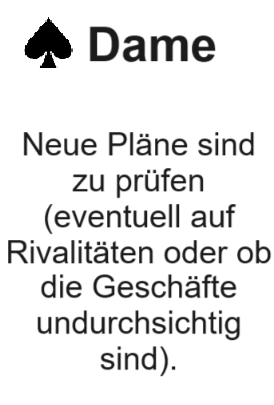 ♠ Dame
Neue Pläne sind
zu prüfen
(eventuell auf
Rivalitäten oder ob
die Geschäfte
undurchsichtig
sind).